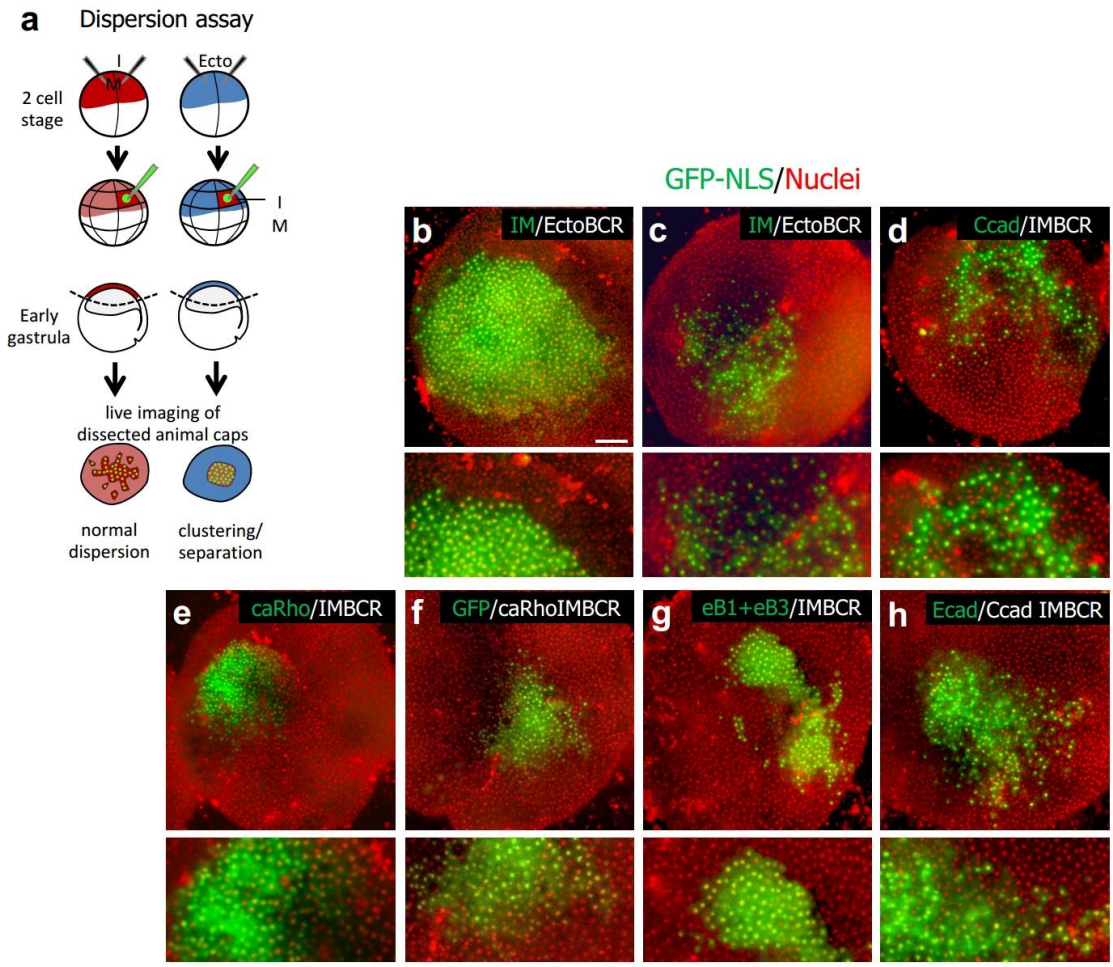 a Dispersion assay
I
M
Ecto
2 cell
stage
I
M
Early
gastrula
live imaging of
dissected animal caps
normal
dispersion
clustering/
separation
GFP-NLS/Nuclei
b IM/EctoBCR
c IM/EctoBCR
d Ccad/IMBCR
e caRho/IMBCR
f GFP/caRhoIMBCR
g eB1+eB3/IMBCR
h Ecad/Ccad IMBCR